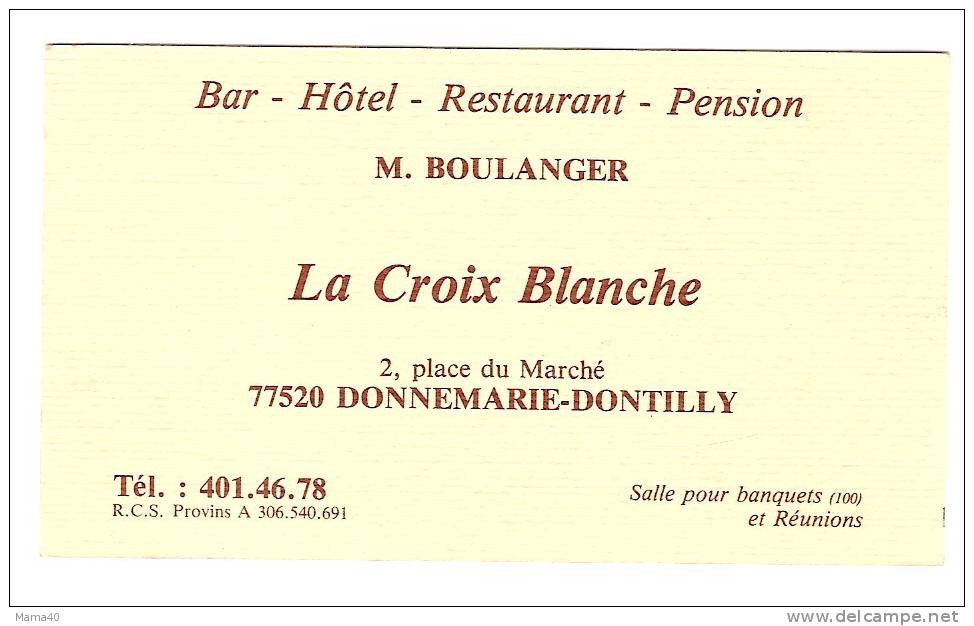 Bar - Hôtel - Restaurant - Pension
M. BOULANGER
La Croix Blanche
2, place du Marché
77520 DONNEMARIE-DONTILLY
Tél. : 401.46.78
R.C.S. Provins A 306.540.691
Salle pour banquets (100)
et Réunions
Mama40
delcampe.net